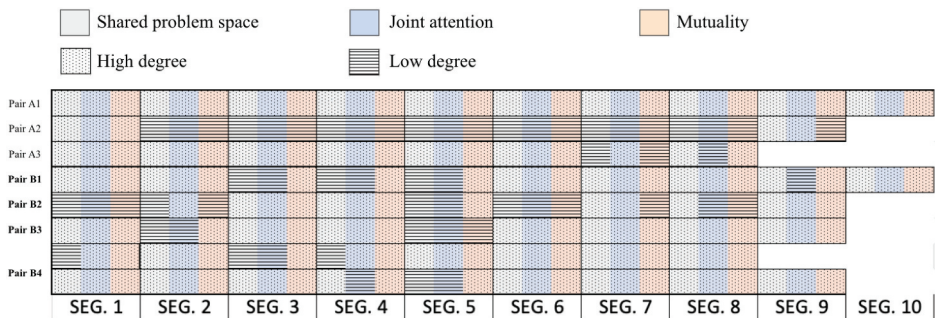 Shared problem space Joint attention Mutuality
High degree Low degree
Pair A1
Pair A2
Pair A3
Pair B1
Pair B2
Pair B3
Pair B4
SEG. 1 SEG. 2 SEG. 3 SEG. 4 SEG. 5 SEG. 6 SEG. 7 SEG. 8 SEG. 9 SEG. 10